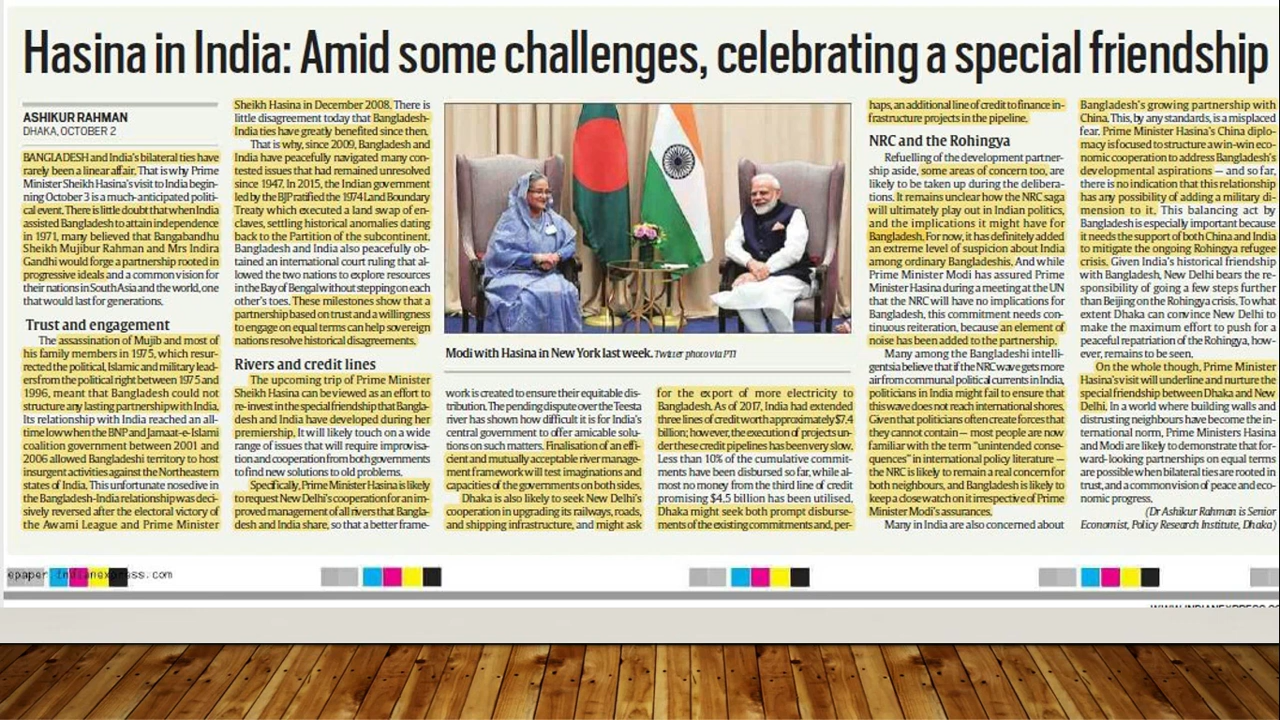 Hasina in India: Amid some challenges, celebrating a special friendship
ASHIKUR RAHMAN
DHAKA, OCTOBER 2
BANGLADESH and India's bilateral ties have
rarely been a linear affair. That is why Prime
Minister Sheikh Hasina's visit to India begin-
ning October 3 is a much-anticipated politi-
cal event. There is little doubt that when India
assisted Bangladesh to attain independence
in 1971, many believed that Bangabandhu
Sheikh Mujibur Rahman and Mrs Indira
Gandhi would forge a partnership rooted in
progressive ideals and a common vision for
their nations in South Asia and the world, one
that would last for generations.
Trust and engagement
The assassination of Mujib and most of
his family members in 1975, which resur-
rected the political, Islamic and military lead-
ers from the political right between 1975 and
1996, meant that Bangladesh could not
structure any lasting partnership with India.
Its relationship with India reached an all-
time low when the BNP and Jamaat-e-Islami
coalition government between 2001 and
2006 allowed Bangladeshi territory to host
insurgent activities against the Northeastern
states of India. This unfortunate nosedive in
the Bangladesh-India relationship was deci-
sively reversed after the electoral victory of
the Awami League and Prime Minister
Sheikh Hasina in December 2008. There is
little disagreement today that Bangladesh-
India ties have greatly benefited since then.
That is why, since 2009, Bangladesh and
India have peacefully navigated many con-
tested issues that had remained unresolved
since 1947. In 2015, the Indian government
led by the BJP ratified the 1974 Land Boundary
Treaty which executed a land swap of en-
claves, settling historical anomalies dating
back to the Partition of the subcontinent.
Bangladesh and India also peacefully ob-
tained an international court ruling that al-
lowed the two nations to explore resources
in the Bay of Bengal without stepping on each
other's toes. These milestones show that a
partnership based on trust and a willingness
to engage on equal terms can help sovereign
nations resolve historical disagreements.
Rivers and credit lines
The upcoming trip of Prime Minister
Sheikh Hasina can be viewed as an effort to
re-invest in the special friendship that Bangla-
desh and India have developed during her
premiership. It will likely touch on a wide
range of issues that will require improvisa-
tion and cooperation from both governments
to find new solutions to old problems.
Specifically, Prime Minister Hasina is likely
to request New Delhi's cooperation for an im-
proved management of all rivers that Bangla-
desh and India share, so that a better frame-
Modi with Hasina in New York last week. Twitter photo via PTI
work is created to ensure their equitable dis-
tribution. The pending dispute over the Teesta
river has shown how difficult it is for India's
central government to offer amicable solu-
tions on such matters. Finalisation of an effi-
cient and mutually acceptable river manage-
ment framework will test imaginations and
capacities of the governments on both sides.
Dhaka is also likely to seek New Delhi's
cooperation in upgrading its railways, roads,
and shipping infrastructure, and might ask
for the export of more electricity to
Bangladesh. As of 2017, India had extended
three lines of credit worth approximately $7.4
billion; however, the execution of projects un-
der these credit pipelines has been very slow.
Less than 10% of the cumulative commit-
ments have been disbursed so far, while al-
most no money from the third line of credit
promising $4.5 billion has been utilised.
Dhaka might seek both prompt disburse-
ments of the existing commitments and, per-
haps, an additional line of credit to finance in-
frastructure projects in the pipeline.
NRC and the Rohingya
Refuelling of the development partner-
ship aside, some areas of concern too, are
likely to be taken up during the delibera-
tions. It remains unclear how the NRC saga
will ultimately play out in Indian politics,
and the implications it might have for
Bangladesh. For now, it has definitely added
an extreme level of suspicion about India
among ordinary Bangladeshis. And while
Prime Minister Modi has assured Prime
Minister Hasina during a meeting at the UN
that the NRC will have no implications for
Bangladesh, this commitment needs con-
tinuous reiteration, because an element of
noise has been added to the partnership.
Many among the Bangladeshi intelli-
gentsia believe that if the NRC wave gets more
air from communal political currents in India,
politicians in India might fail to ensure that
this wave does not reach international shores.
Given that politicians often create forces that
they cannot contain — most people are now
familiar with the term "unintended conse-
quences" in international policy literature —
the NRC is likely to remain a real concern for
both neighbours, and Bangladesh is likely to
keep a close watch on it irrespective of Prime
Minister Modi's assurances.
Many in India are also concerned about
Bangladesh's growing partnership with
China. This, by any standards, is a misplaced
fear. Prime Minister Hasina's China diplo-
macy is focused to structure a win-win eco-
nomic cooperation to address Bangladesh's
developmental aspirations — and so far,
there is no indication that this relationship
has any possibility of adding a military di-
mension to it. This balancing act by
Bangladesh is especially important because
it needs the support of both China and India
to mitigate the ongoing Rohingya refugee
crisis. Given India's historical friendship
with Bangladesh, New Delhi bears the re-
sponsibility of going a few steps further
than Beijing on the Rohingya crisis. To what
extent Dhaka can convince New Delhi to
make the maximum effort to push for a
peaceful repatriation of the Rohingya, how-
ever, remains to be seen.
On the whole though, Prime Minister
Hasina's visit will underline and nurture the
special friendship between Dhaka and New
Delhi. In a world where building walls and
distrusting neighbours have become the in-
ternational norm, Prime Ministers Hasina
and Modi are likely to demonstrate that for-
ward-looking partnerships on equal terms
are possible when bilateral ties are rooted in
trust, and a common vision of peace and eco-
nomic progress.
(Dr Ashikur Rahman is Senior
Economist, Policy Research Institute, Dhaka)
epaper.indianexpress.com